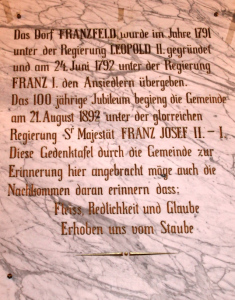 Das Dorf FRANZFELD wurde im Jahre 1791
unter der Regierung LEOPOLD II. gegründet
und am 24. Juni 1792 unter der Regierung
FRANZ I. den Ansiedlern übergeben.
Das 100 jährige Jubileum begieng die Gemeinde
am 21. August 1892 unter der glorreichen
Regierung Sr Majestät FRANZ JOSEF II. - I.
Diese Gedenktafel durch die Gemeinde zur
Erinnerung hier angebracht möge auch die
Nachkommen daran erinnern dass;
Fleiss, Redlichkeit und Glaube
Erhoben uns vom Staube